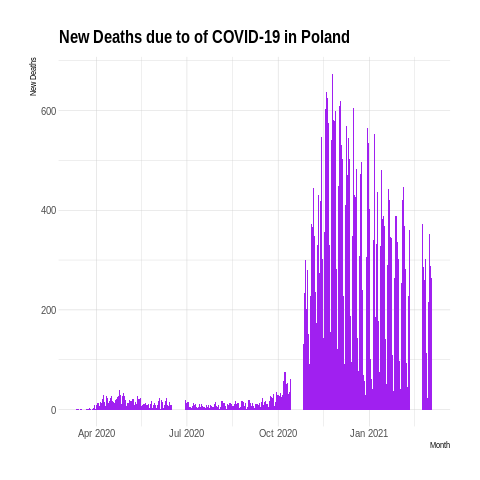 New Deaths due to of COVID-19 in Poland
New Deaths
600
400
200
0
Apr 2020
Jul 2020
Oct 2020
Jan 2021
Month